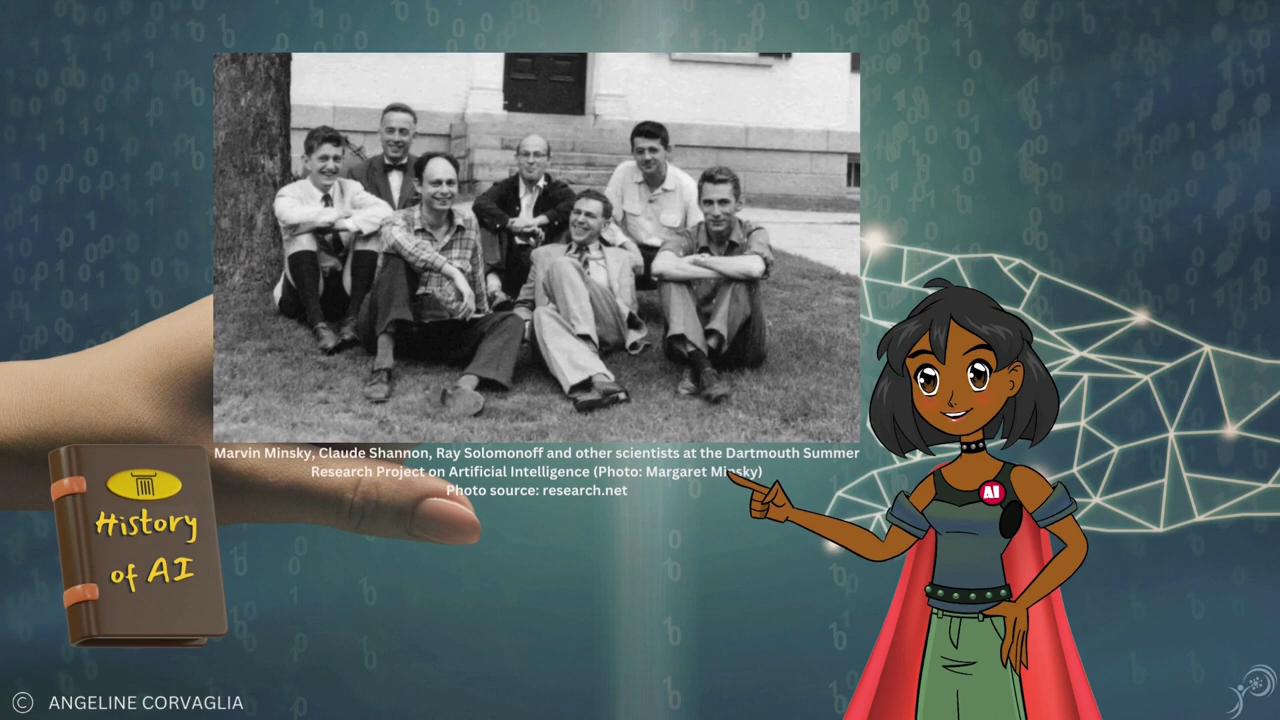 Marvin Minsky, Claude Shannon, Ray Solomonoff and other scientists at the Dartmouth Summer
Research Project on Artificial Intelligence (Photo: Margaret Minsky)
Photo source: research.net
AI
History
of AI
© ANGELINE CORVAGLIA